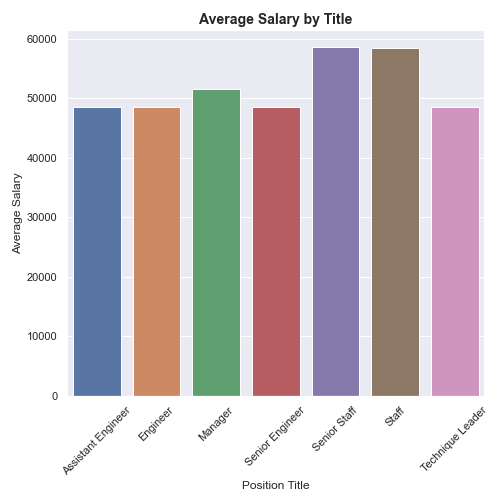 Average Salary by Title
60000
50000
40000
30000
20000
10000
0
Average Salary
Assistant Engineer
Engineer
Manager
Senior Engineer
Senior Staff
Staff
Technique Leader
Position Title